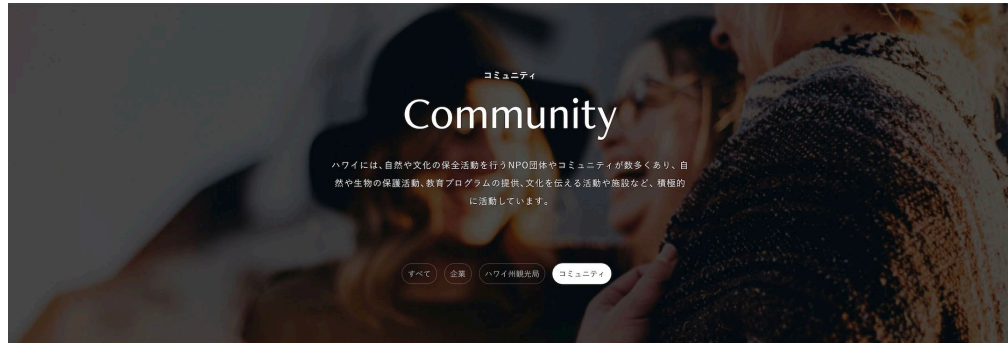 コミュニティ
Community
ハワイには、自然や文化の保全活動を行うNPO団体やコミュニティが数多くあり、自
然や生物の保護活動、教育プログラムの提供、文化を伝える活動や施設など、積極的
に活動しています。
すべて 企業 ハワイ州観光局 コミュニティ